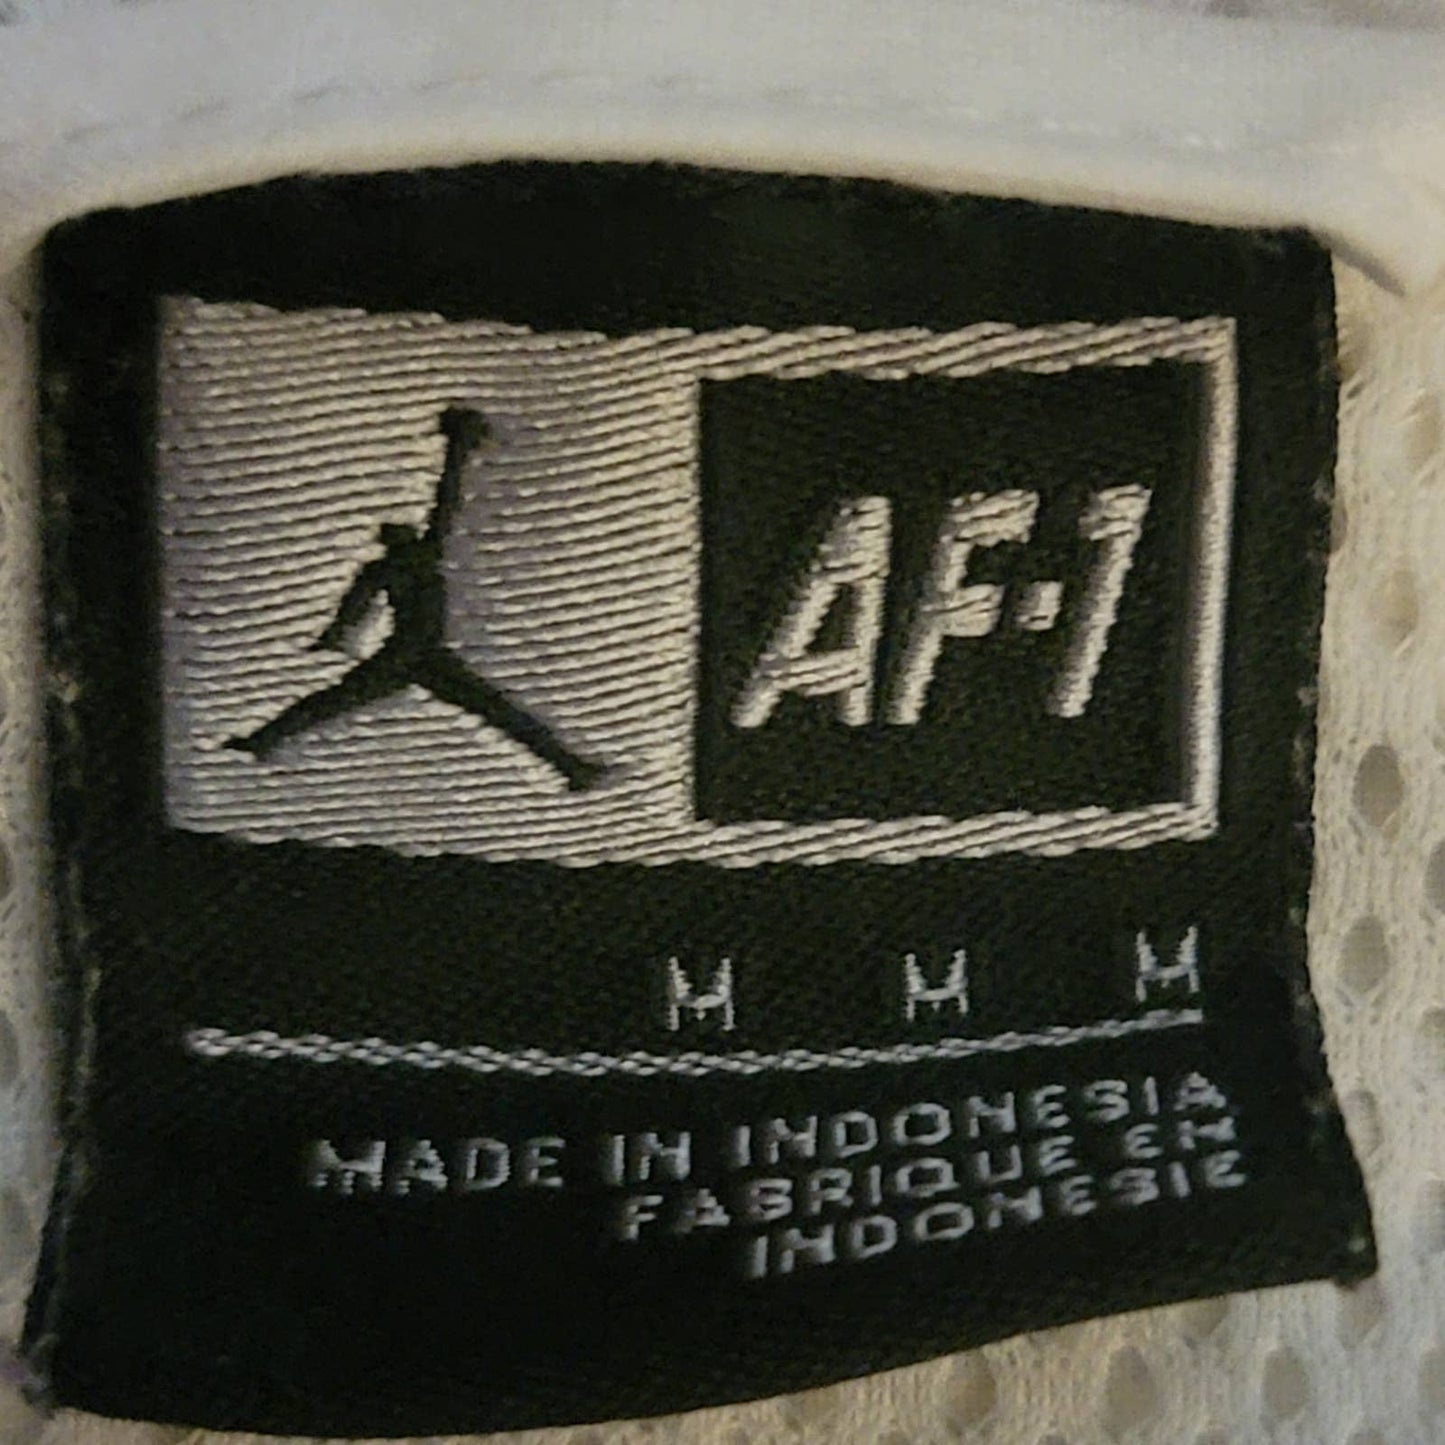 AF-1
M M M
MADE IN INDONESIA
FABRIQUE EN
INDONESIE